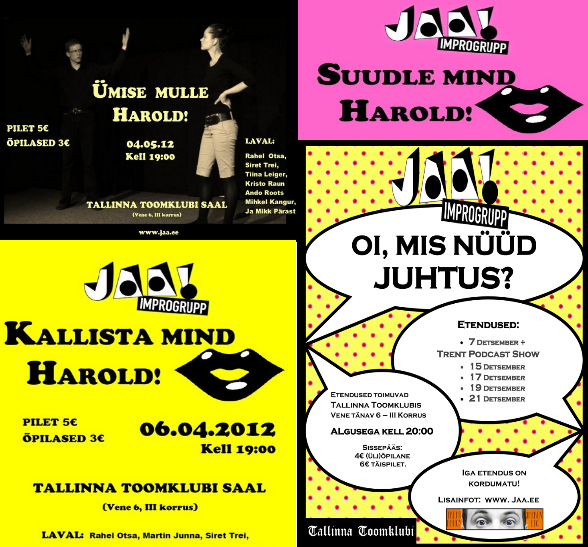 Ümise mulle
Harold!
PILET 5€
ÕPILASED 3€
04.05.12
Kell 19:00
LAVAL:
Rahel Otsa,
Siret Trei,
Tiina Leiger,
Kristo Raun
Ando Roots
Mihkel Kangur,
Ja Mikk Pärast
TALLINNA TOOMKLUBI SAAL
(Vene 6, III korrus)
www.jaa.ee
JAA!
IMPROGRUPP
SUUDLE MIND
HAROLD!
JAA!
IMPROGRUPP
KALLISTA MIND
HAROLD!
PILET 5€
ÕPILASED 3€
06.04.2012
Kell 19:00
TALLINNA TOOMKLUBI SAAL
(Vene 6, III korrus)
LAVAL: Rahel Otsa, Martin Junna, Siret Trei,
JAA!
IMPROGRUPP
OI, MIS NÜÜD
JUHTUS?
ETENDUSED:
• 7 DETSEMBER +
TRENT PODCAST SHOW
• 15 DETSEMBER
• 17 DETSEMBER
• 19 DETSEMBER
• 21 DETSEMBER
ETENDUSED TOIMUVAD
TALLINNA TOOMKLUBIS
VENE TÄNAV 6 – III KORRUS
ALGUSEGA KELL 20:00
SISSEPÄÄS:
4€ (ÜLI)ÕPILANE
6€ TÄISPILET.
IGA ETENDUS ON
KORDUMATU!
LISAINFOT: WWW. JAA.EE
Tallinna Toomklubi